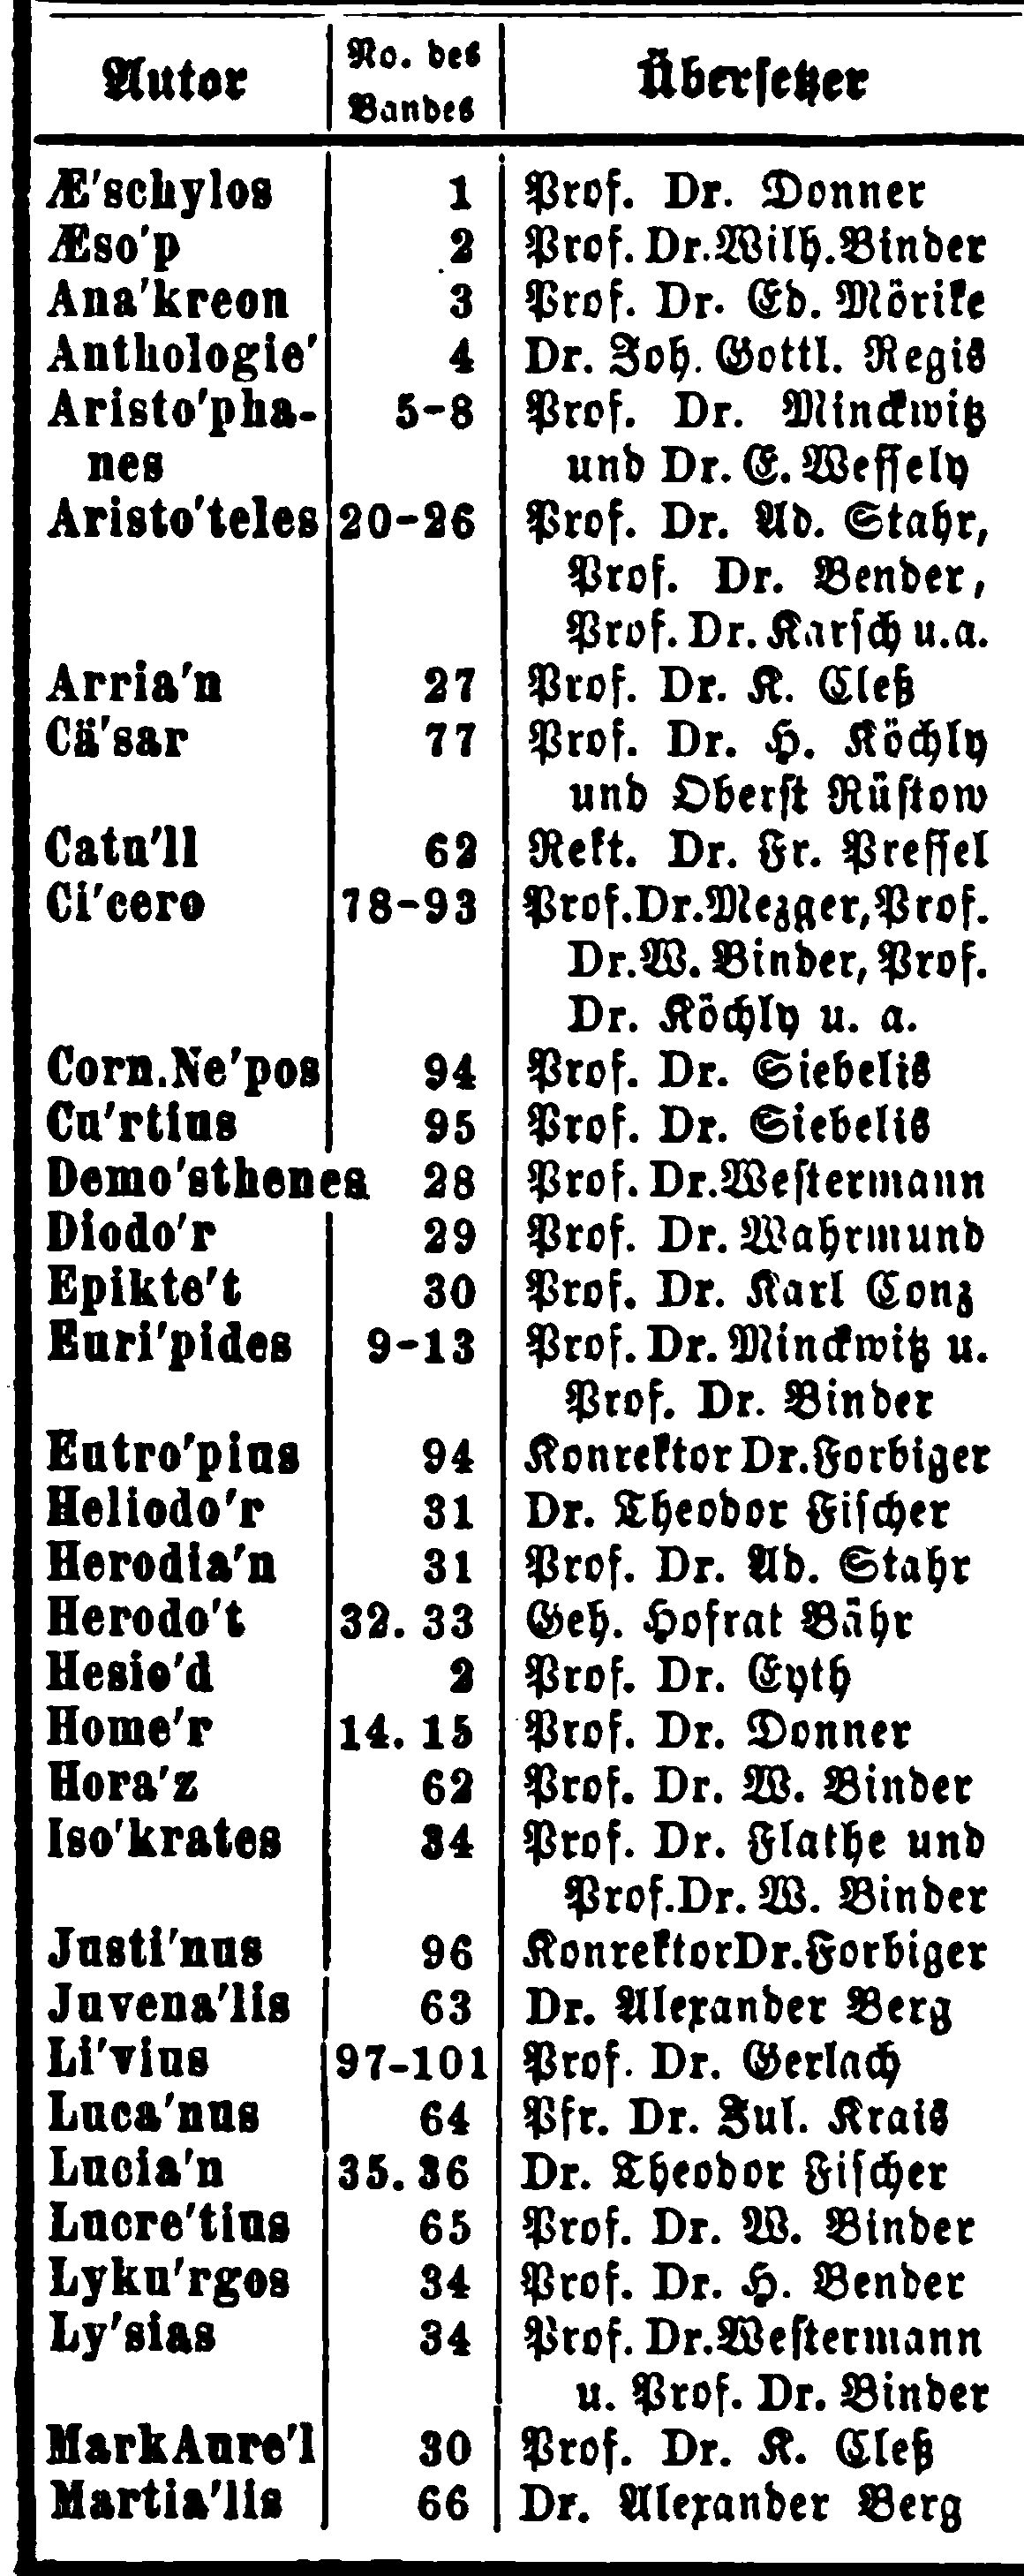 Autor No. des Bandes Übersetzer
Æ'schylos 1 Prof. Dr. Donner
Æso'p 2 Prof. Dr. Wilh. Binder
Ana'kreon 3 Prof. Dr. Ed. Mörike
Anthologie' 4 Dr. Joh. Gottl. Regis
Aristo'pha- 5-8 Prof. Dr. Minckwitz
nes und Dr. E. Wessely
Aristo'teles 20-26 Prof. Dr. Ad. Stahr,
Prof. Dr. Bender,
Prof. Dr. Karsch u. a.
Arria'n 27 Prof. Dr. K. Cleß
Cä'sar 77 Prof. Dr. H. Köchly
und Oberst Rüstow
Catu'll 62 Rekt. Dr. Fr. Pressel
Ci'cero 78-93 Prof. Dr. Mezger, Prof.
Dr. W. Binder, Prof.
Dr. Köchly u. a.
Corn. Ne'pos 94 Prof. Dr. Siebelis
Cu'rtius 95 Prof. Dr. Siebelis
Demo'sthenes 28 Prof. Dr. Westermann
Diodo'r 29 Prof. Dr. Wahrmund
Epikte't 30 Prof. Dr. Karl Conz
Euri'pides 9-13 Prof. Dr. Minckwitz u.
Prof. Dr. Binder
Eutro'pius 94 Konrektor Dr. Forbiger
Heliodo'r 31 Dr. Theodor Fischer
Herodia'n 31 Prof. Dr. Ad. Stahr
Herodo't 32. 33 Geh. Hofrat Bähr
Hesio'd 2 Prof. Dr. Eyth
Home'r 14. 15 Prof. Dr. Donner
Hora'z 62 Prof. Dr. W. Binder
Iso'krates 34 Prof. Dr. Flathe und
Prof. Dr. W. Binder
Justi'nus 96 Konrektor Dr. Forbiger
Juvena'lis 63 Dr. Alexander Berg
Li'vius 97-101 Prof. Dr. Gerlach
Luca'nus 64 Pfr. Dr. Jul. Krais
Lucia'n 35. 36 Dr. Theodor Fischer
Lucre'tius 65 Prof. Dr. W. Binder
Lyku'rgos 34 Prof. Dr. H. Bender
Ly'sias 34 Prof. Dr. Westermann
u. Prof. Dr. Binder
Mark Aure'l 30 Prof. Dr. K. Cleß
Martia'lis 66 Dr. Alexander Berg